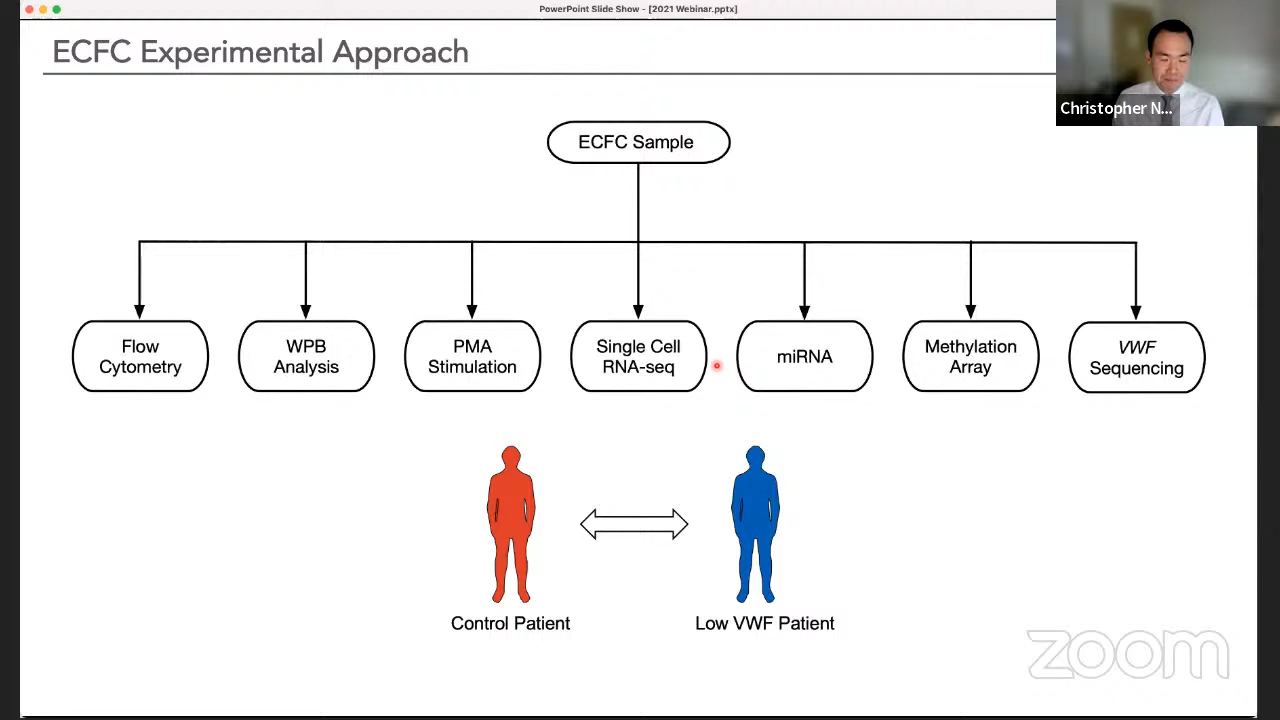 PowerPoint Slide Show - [2021 Webinar.pptx]
ECFC Experimental Approach
Christopher N...
ECFC Sample
Flow
Cytometry
WPB
Analysis
PMA
Stimulation
Single Cell
RNA-seq
miRNA
Methylation
Array
VWF
Sequencing
Control Patient
Low VWF Patient
zoom